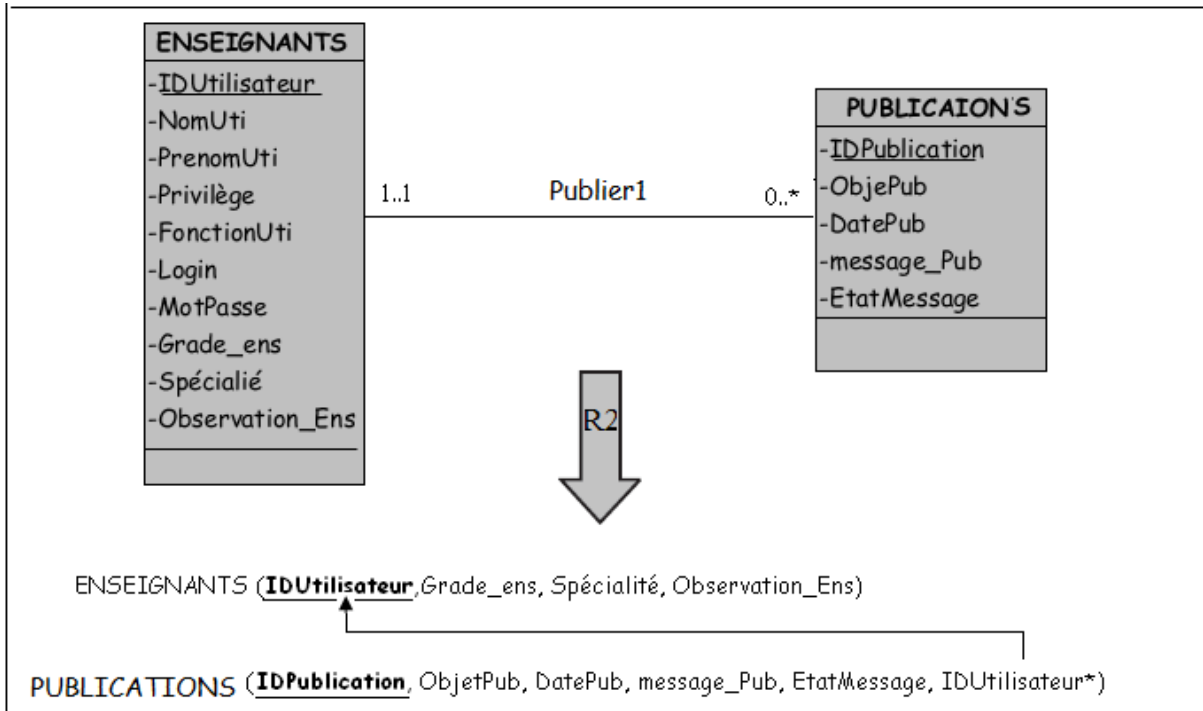 ENSEIGNANTS
-IDUtilisateur
-NomUti
-PrenomUti
-Privilège
-FonctionUti
-Login
-MotPasse
-Grade_ens
-Spécialié
-Observation_Ens
1..1
Publier1
0..*
PUBLICAION'S
-IDPublication
-ObjePub
-DatePub
-message_Pub
-EtatMessage
R2
ENSEIGNANTS (IDUtilisateur,Grade_ens, Spécialité, Observation_Ens)
PUBLICATIONS (IDPublication, ObjetPub, DatePub, message_Pub, EtatMessage, IDUtilisateur*)